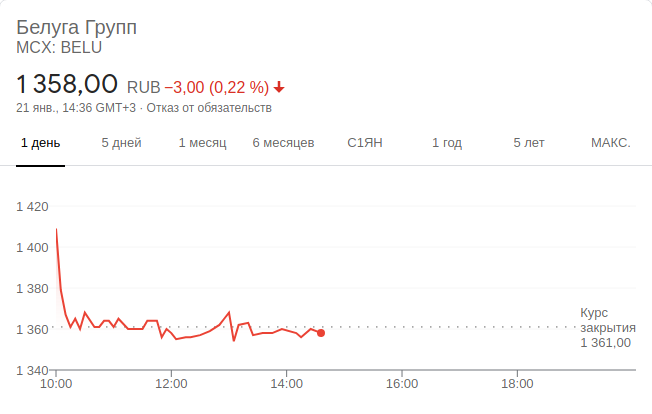 Белуга Групп
MCX: BELU
1 358,00 RUB −3,00 (0,22 %)
21 янв., 14:36 GMT+3 · Отказ от обязательств
1 день 5 дней 1 месяц 6 месяцев С1ЯН 1 год 5 лет МАКС.
1 420
1 400
1 380
Курс
закрытия
1 361,00
1 360
1 340
10:00 12:00 14:00 16:00 18:00